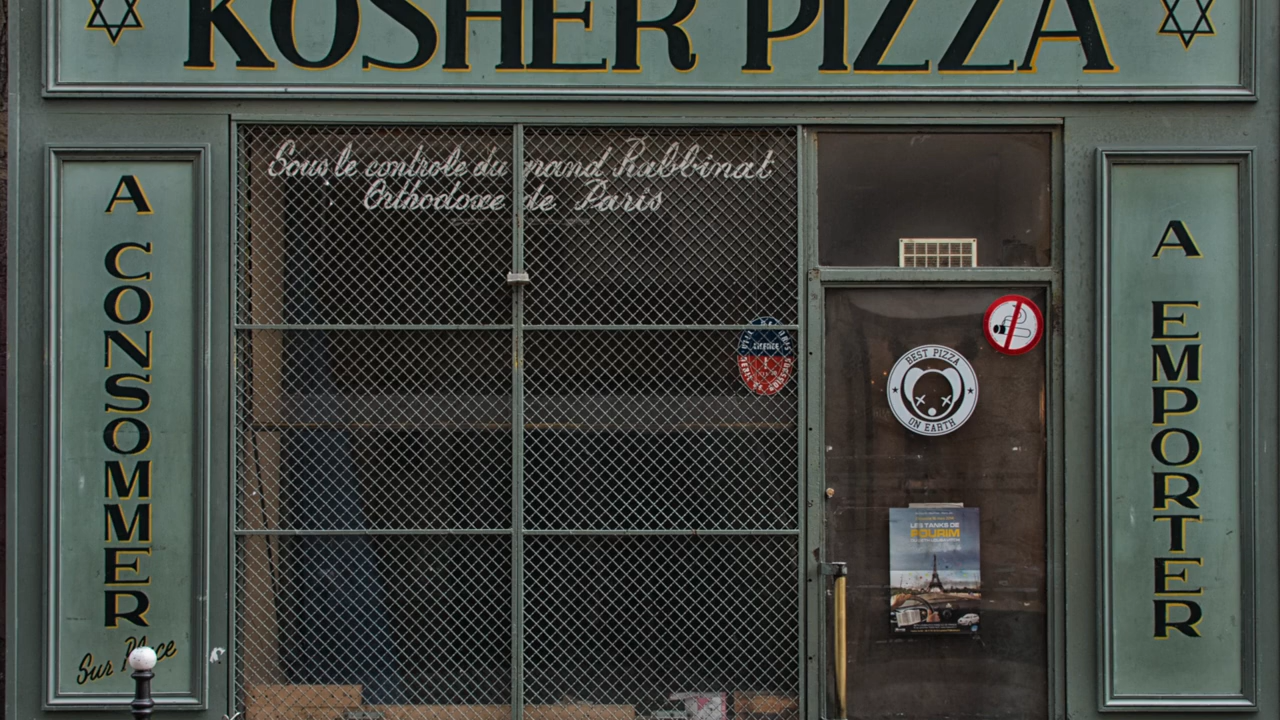 KOSHER PIZZA
Sous le controle du grand Rabbinat
Orthodoxe de Paris
A CONSOMMER
Sur Place
BEST PIZZA
ON EARTH
LES TANKS DE
POURIM
A EMPORTER